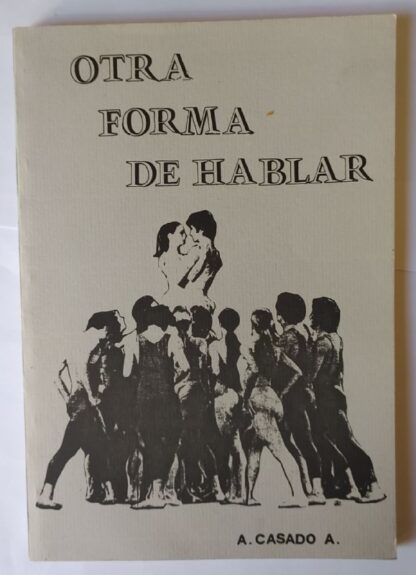 OTRA
FORMA
DE HABLAR
A. CASADO A.